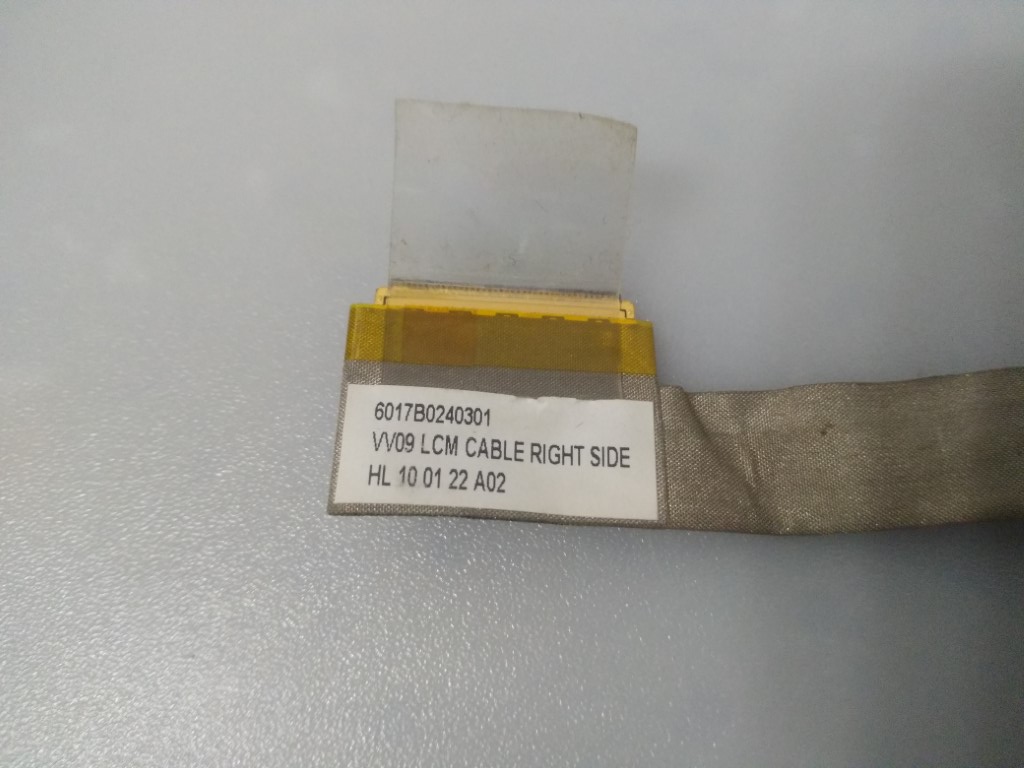 6017B0240301
VV09 LCM CABLE RIGHT SIDE
HL 10 01 22 A02